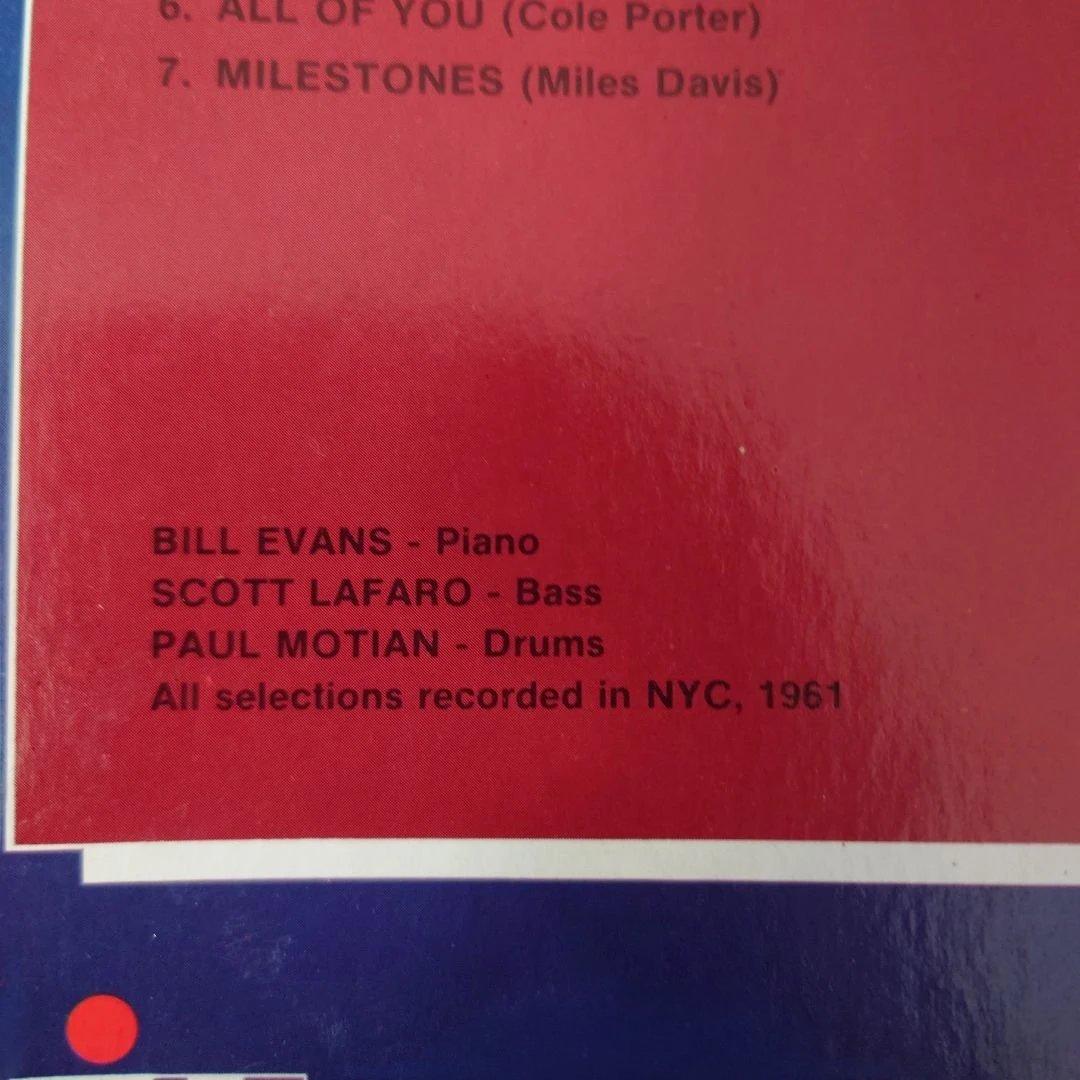 6. ALL OF YOU (Cole Porter)
7. MILESTONES (Miles Davis)
BILL EVANS - Piano
SCOTT LAFARO - Bass
PAUL MOTIAN - Drums
All selections recorded in NYC, 1961